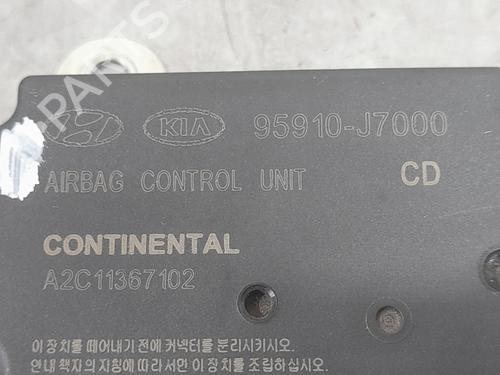 KIA 95910-J7000
AIRBAG CONTROL UNIT CD
CONTINENTAL
A2C11367102
이 장치를 떼어내기 전에 커넥터를 분리시키시오.
안내 책자의 지침에 따라서만 이 장치를 조립하십시오.